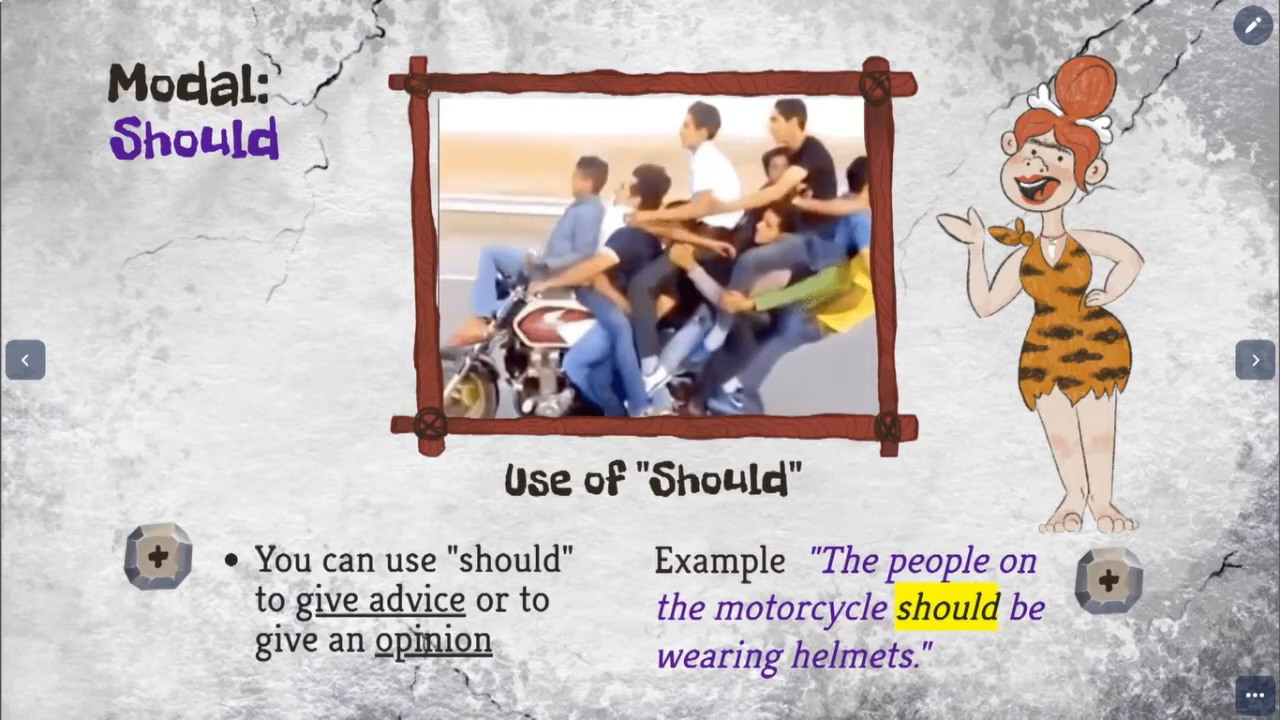 Modal:
Should
Use of "Should"
• You can use "should"
to give advice or to
give an opinion
Example "The people on
the motorcycle should be
wearing helmets."